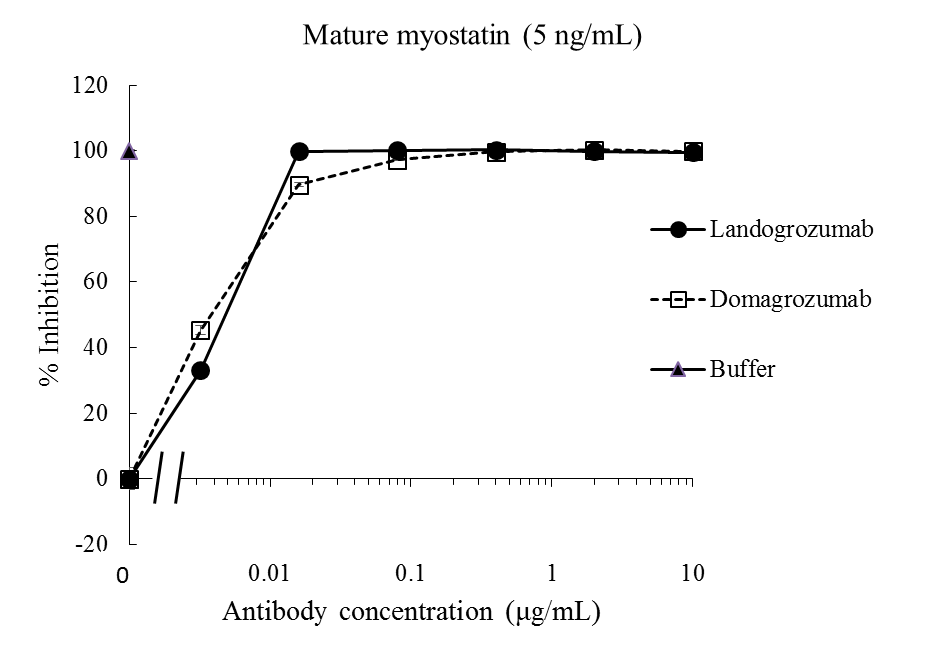 Mature myostatin (5 ng/mL)
120
100
80
60
40
20
0
-20
% Inhibition
0
0.01
0.1
1
10
Antibody concentration (μg/mL)
Landogrozumab
Domagrozumab
Buffer